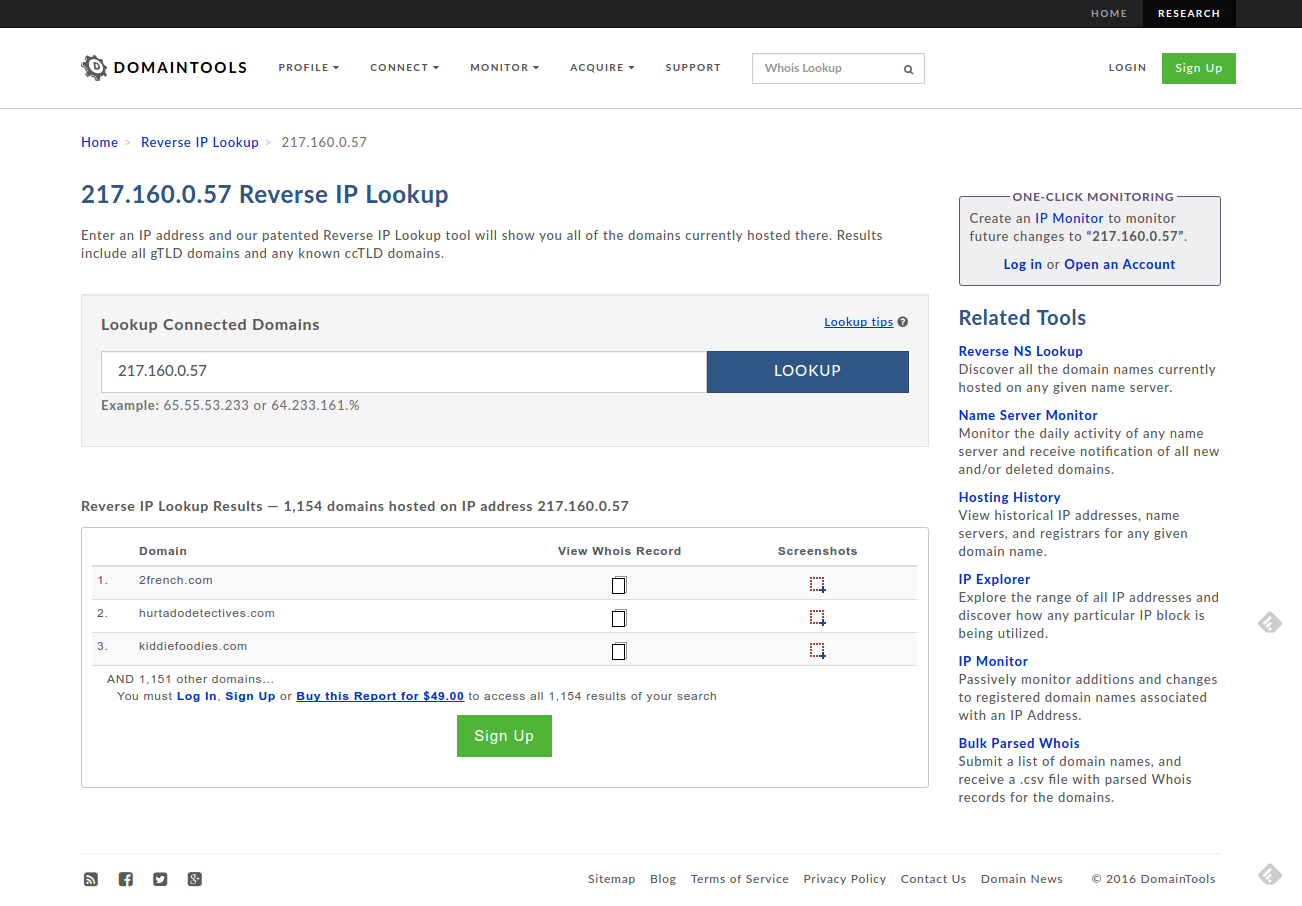 HOME RESEARCH
DOMAINTOOLS PROFILE CONNECT MONITOR ACQUIRE SUPPORT Whois Lookup LOGIN Sign Up
Home > Reverse IP Lookup > 217.160.0.57
217.160.0.57 Reverse IP Lookup
Enter an IP address and our patented Reverse IP Lookup tool will show you all of the domains currently hosted there. Results
include all gTLD domains and any known ccTLD domains.
Lookup Connected Domains
Lookup tips ?
217.160.0.57 LOOKUP
Example: 65.55.53.233 or 64.233.161.%
Reverse IP Lookup Results — 1,154 domains hosted on IP address 217.160.0.57
Domain View Whois Record Screenshots
1. 2french.com
2. hurtadodetectives.com
3. kiddiefoodies.com
AND 1,151 other domains...
You must Log In, Sign Up or Buy this Report for $49.00 to access all 1,154 results of your search
Sign Up
ONE-CLICK MONITORING
Create an IP Monitor to monitor
future changes to “217.160.0.57”.
Log in or Open an Account
Related Tools
Reverse NS Lookup
Discover all the domain names currently
hosted on any given name server.
Name Server Monitor
Monitor the daily activity of any name
server and receive notification of all new
and/or deleted domains.
Hosting History
View historical IP addresses, name
servers, and registrars for any given
domain name.
IP Explorer
Explore the range of all IP addresses and
discover how any particular IP block is
being utilized.
IP Monitor
Passively monitor additions and changes
to registered domain names associated
with an IP Address.
Bulk Parsed Whois
Submit a list of domain names, and
receive a .csv file with parsed Whois
records for the domains.
Sitemap Blog Terms of Service Privacy Policy Contact Us Domain News © 2016 DomainTools